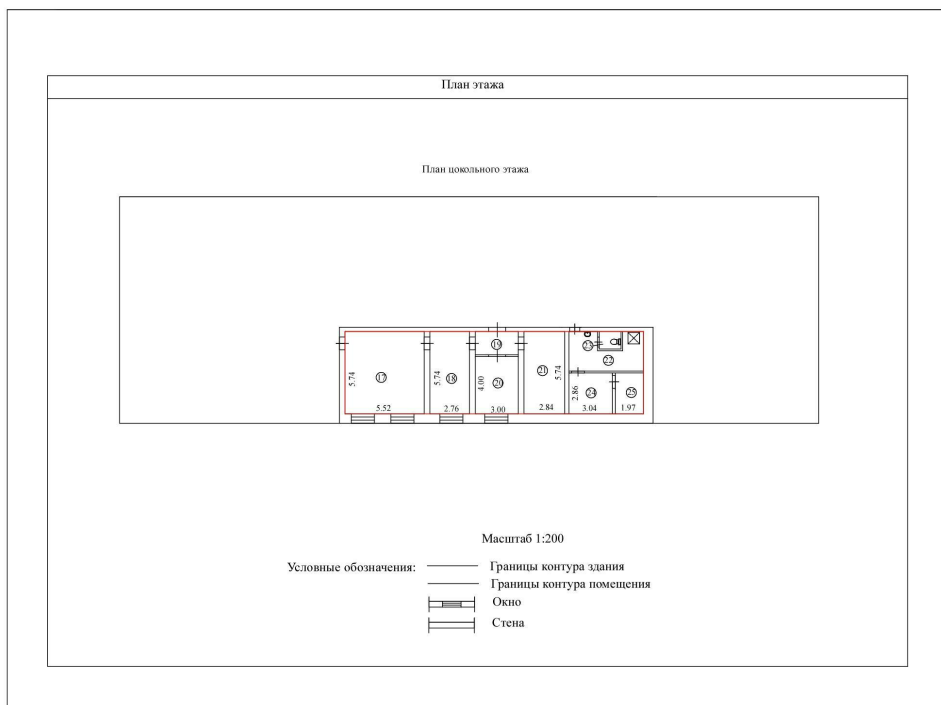 План этажа
План цокольного этажа
19
23
22
5.74
17
5.74
18
4.00
20
21
5.74
2.86
24
25
5.52
2.76
3.00
2.84
3.04
1.97
Масштаб 1:200
Условные обозначения:
Границы контура здания
Границы контура помещения
Окно
Стена